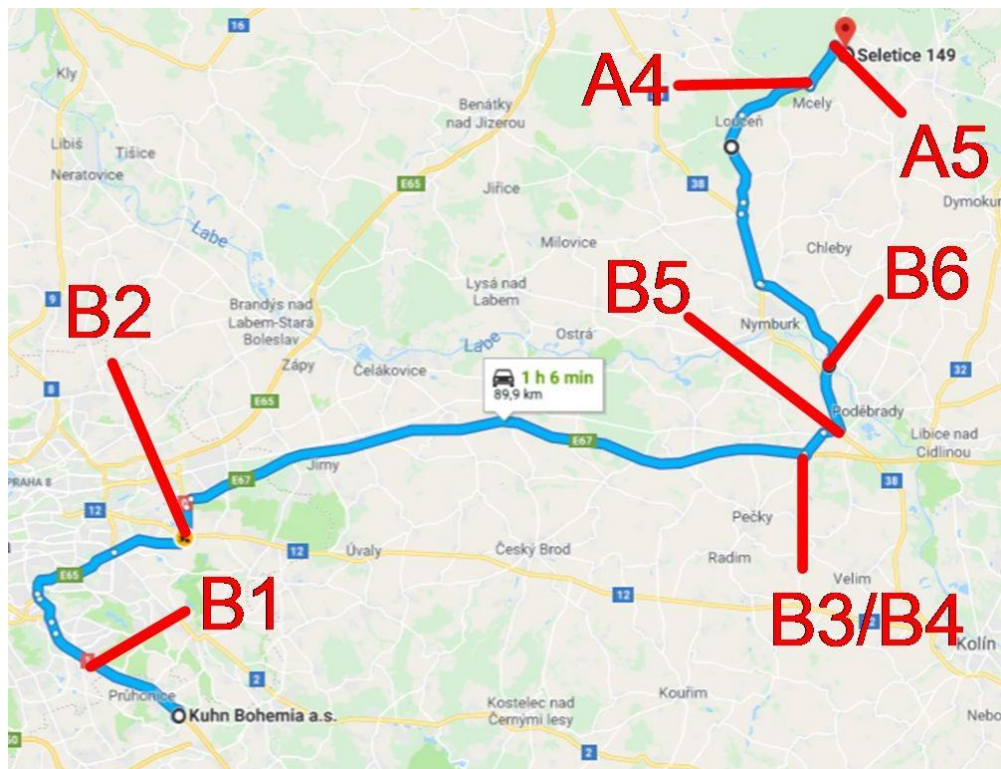 16
Kly
Seletice 149
A4
Benátky
nad Jizerou
Mcely
Libiš
Tišice
Loučeň
A5
Neratovice
E65
Jiřice
38
Dymokur
Labe
Milovice
Chleby
B6
9
B2
Brandýs nad
Labem-Stará
Boleslav
Lysá nad
Labem
B5
Nymburk
Ostrá
Labe
Zápy
Čelákovice
1 h 6 min
89,9 km
32
8
E65
Poděbrady
E67
Libice nad
Cidlinou
Jirny
PRAHA 8
E67
38
12
Pečky
12
Úvaly
Český Brod
Radim
E65
B1
12
Velim
B3/B4
Kolín
2
Průhonice
Kouřim
Kuhn Bohemia a.s.
Kostelec nad
Černými lesy
Nebo
2